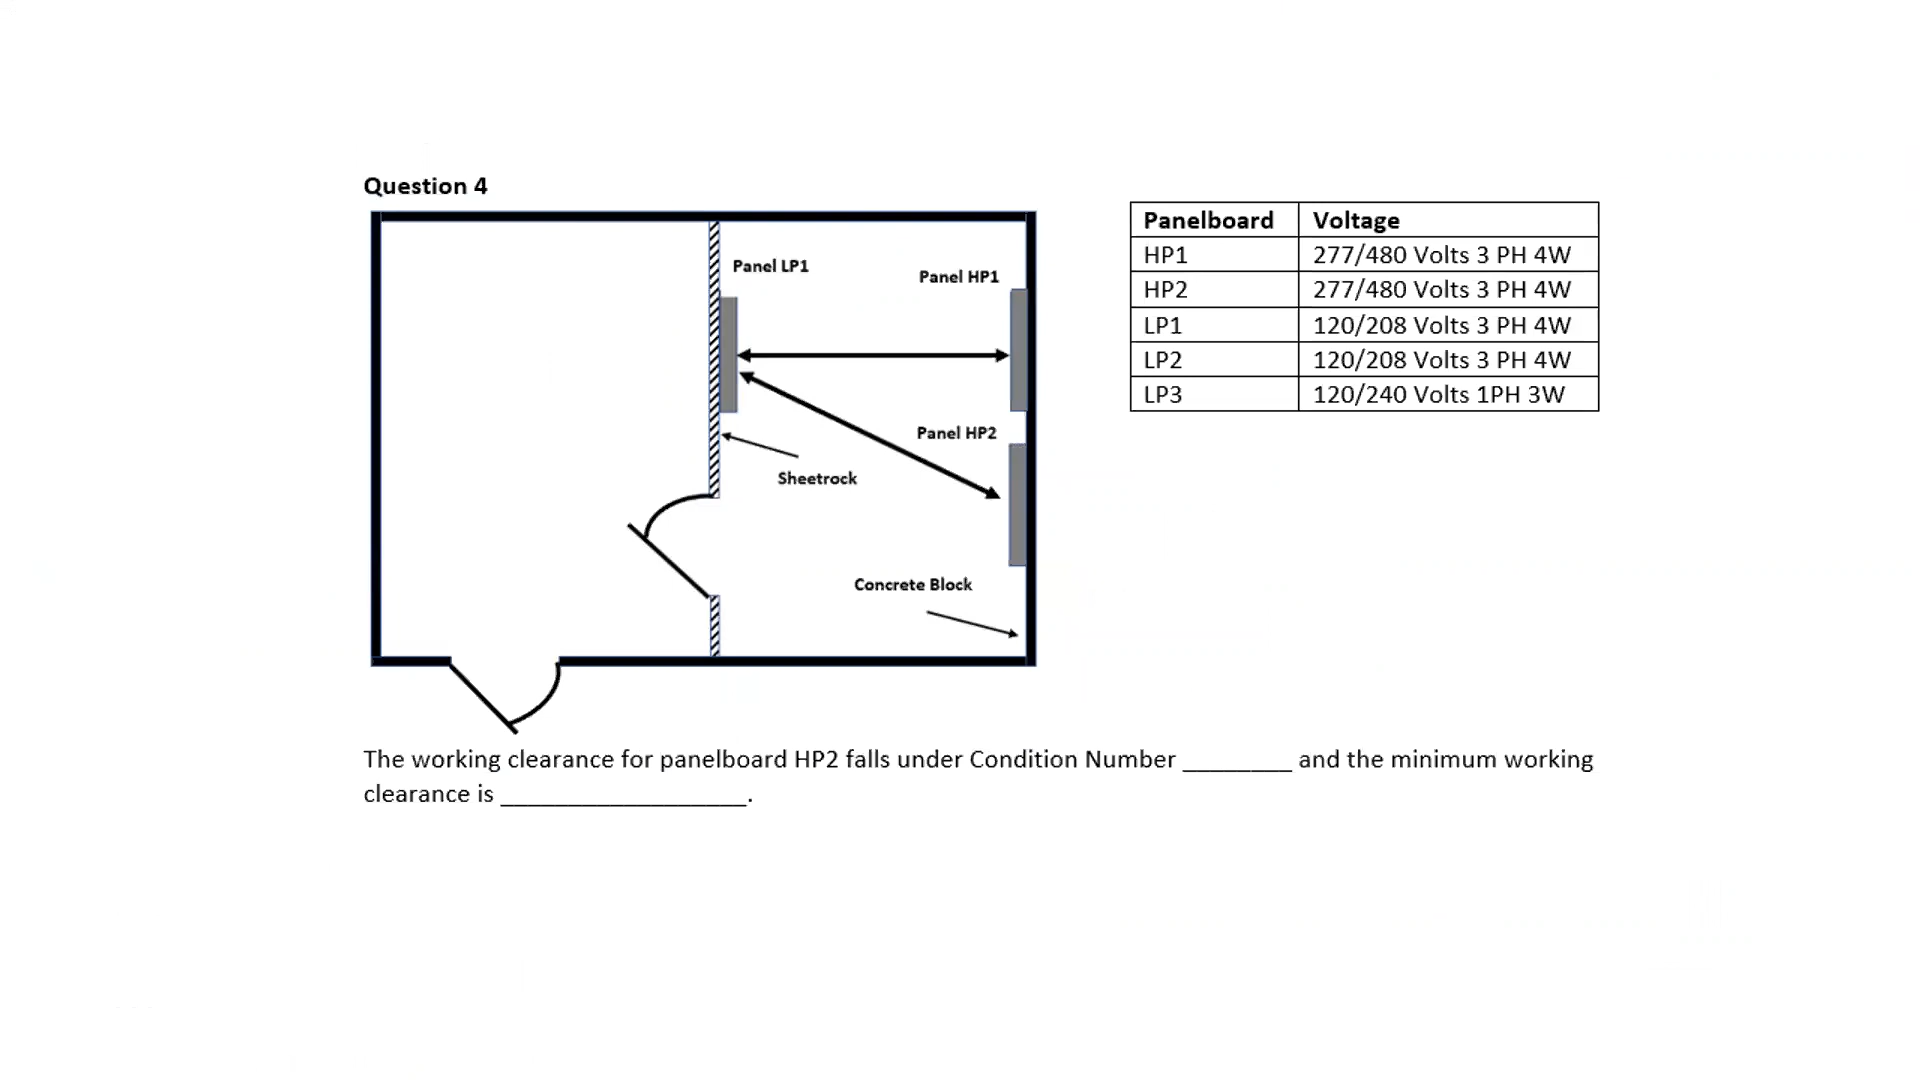 Question 4
Panel LP1
Panel HP1
Panel HP2
Sheetrock
Concrete Block
Panelboard Voltage
HP1 277/480 Volts 3 PH 4W
HP2 277/480 Volts 3 PH 4W
LP1 120/208 Volts 3 PH 4W
LP2 120/208 Volts 3 PH 4W
LP3 120/240 Volts 1PH 3W
The working clearance for panelboard HP2 falls under Condition Number ________ and the minimum working
clearance is __________________.